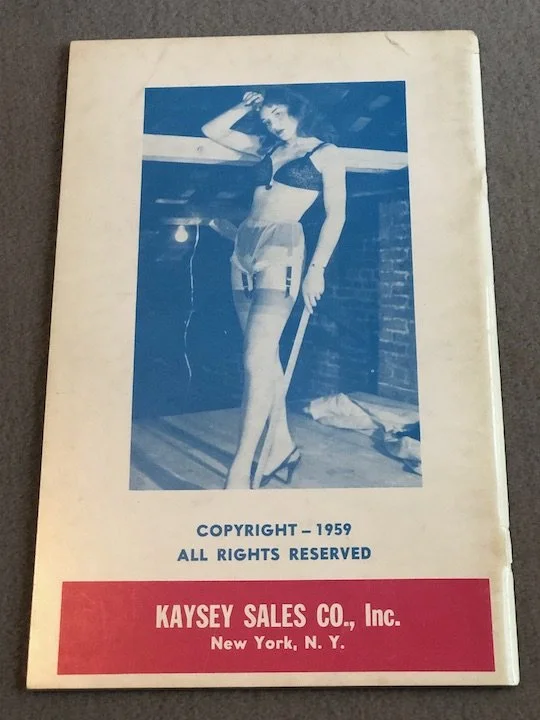 COPYRIGHT – 1959
ALL RIGHTS RESERVED
KAYSEY SALES CO., Inc.
New York, N. Y.